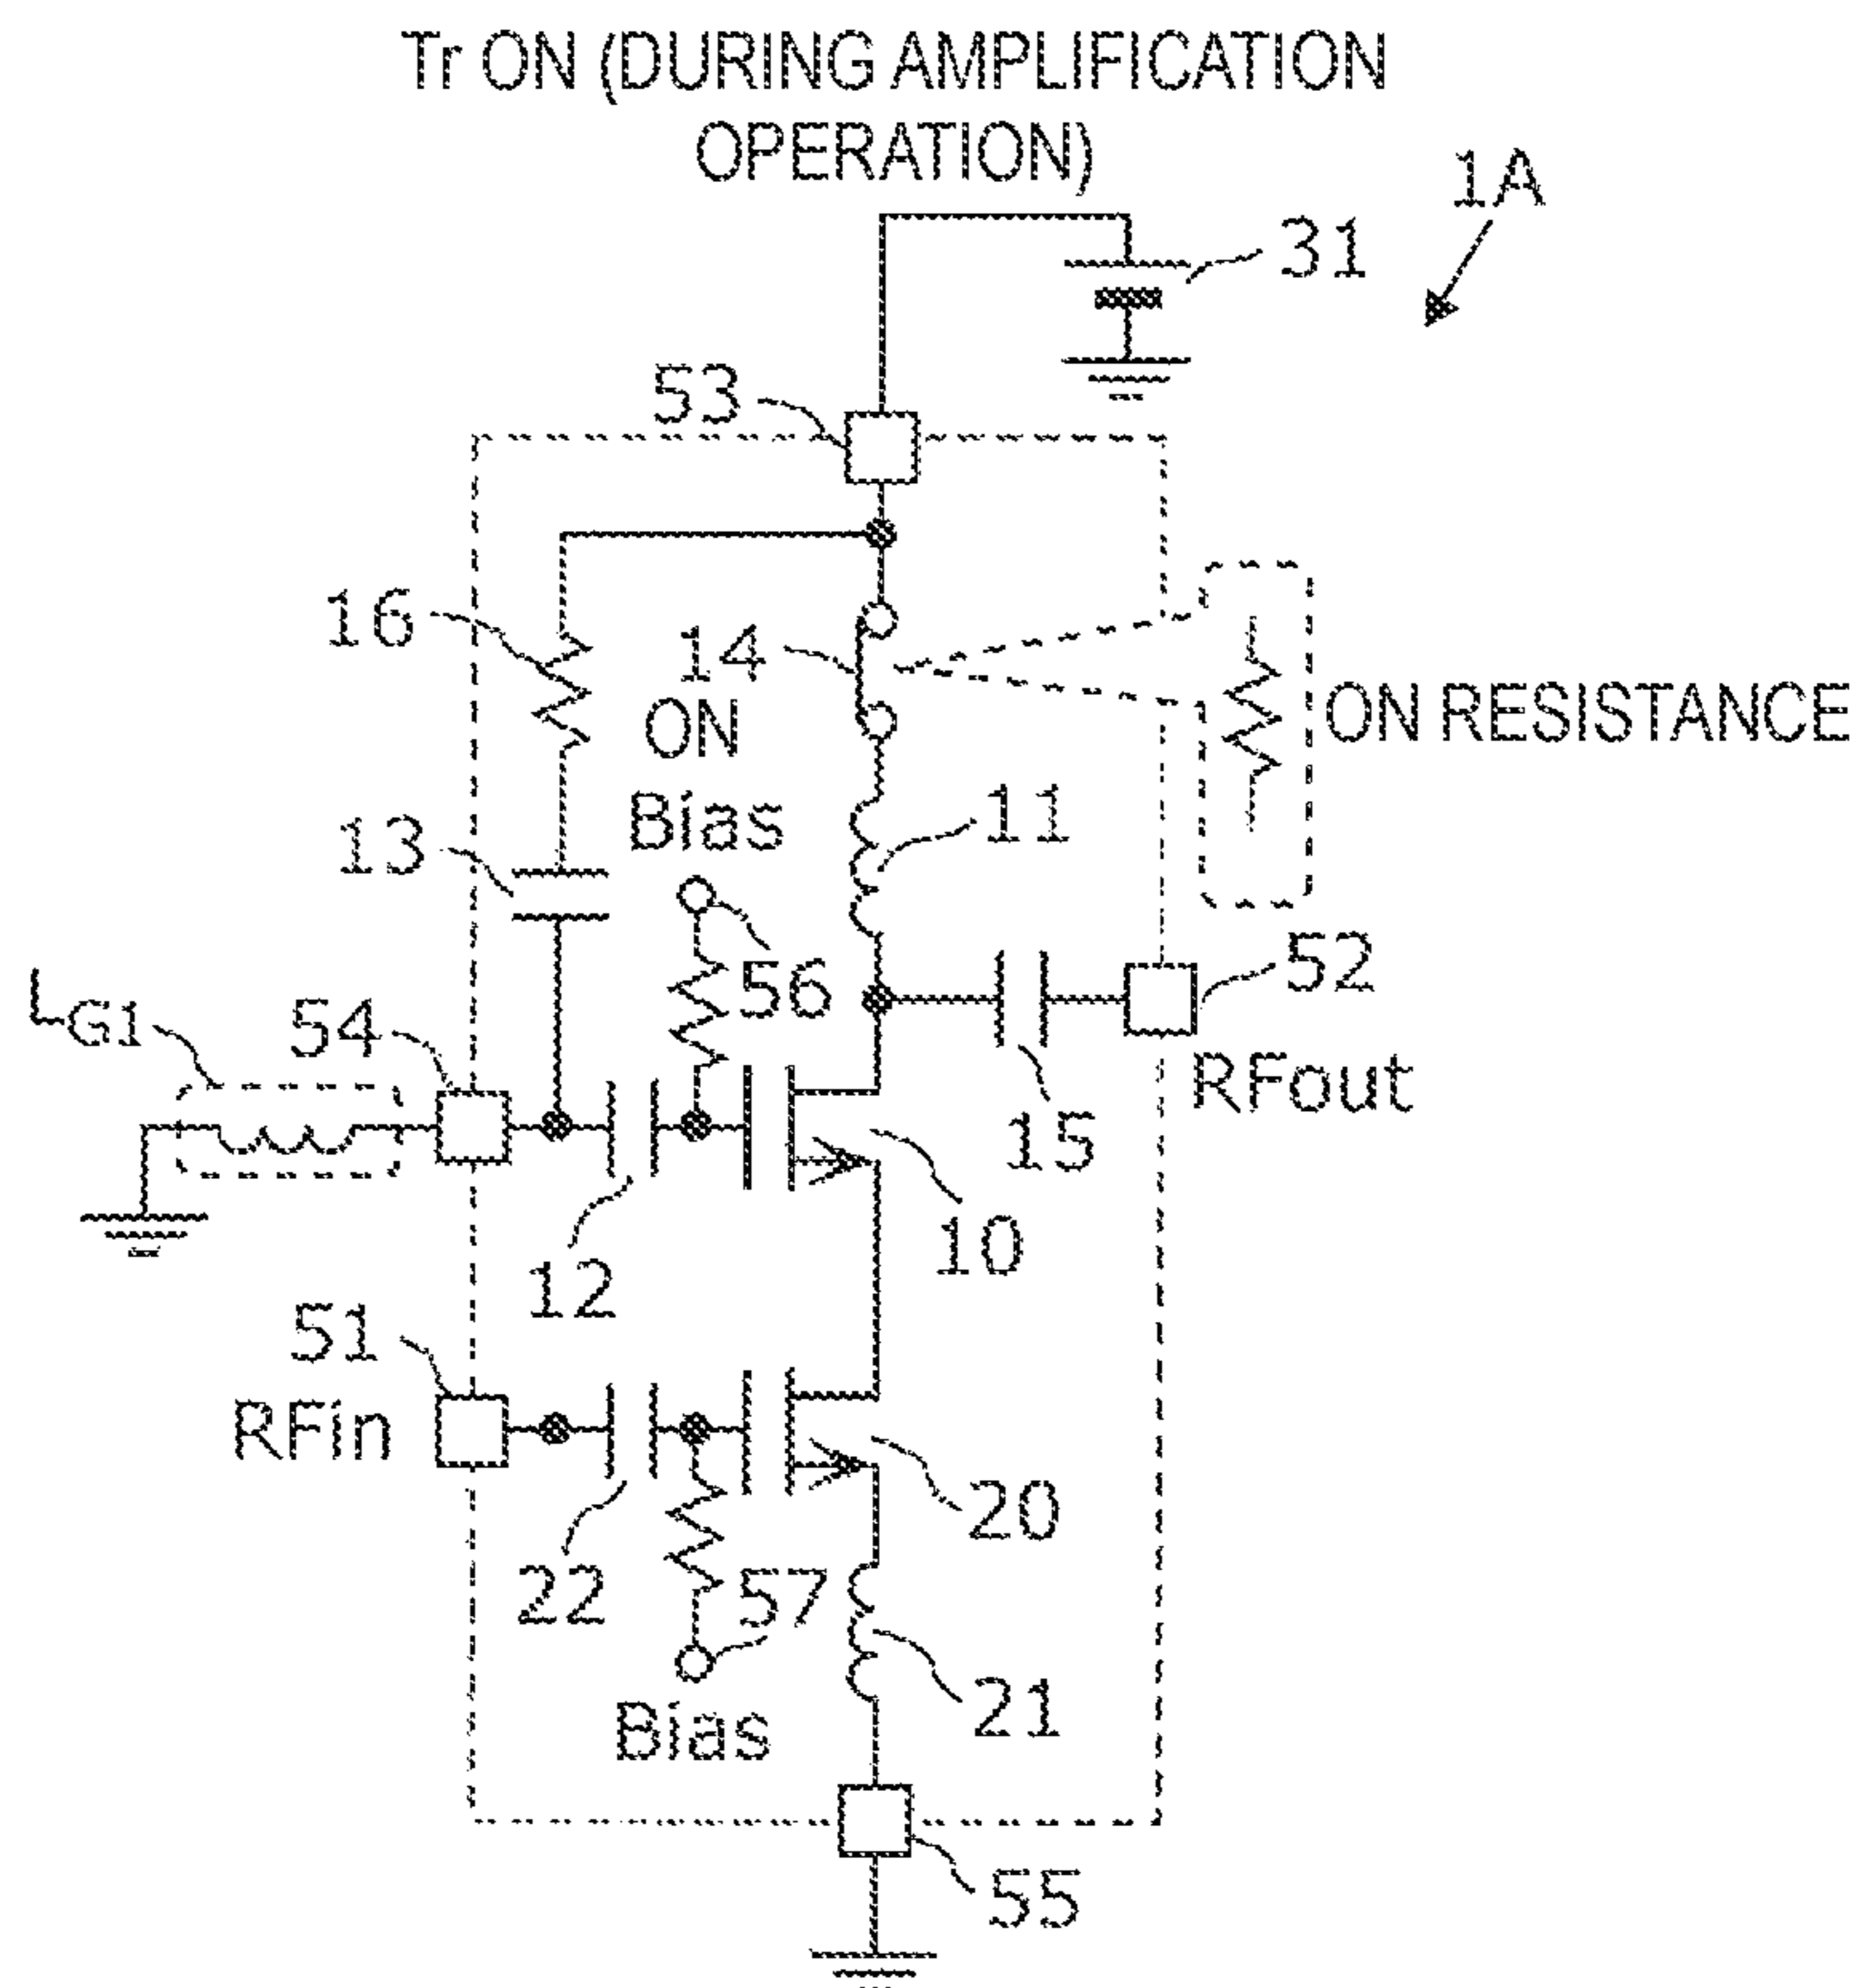 Tr ON (DURING AMPLIFICATION
OPERATION)
1A
31
53
16
14
ON
ON RESISTANCE
Bias
11
13
56
52
LG1
54
RFout
15
10
12
51
RFin
20
22
57
21
Bias
55